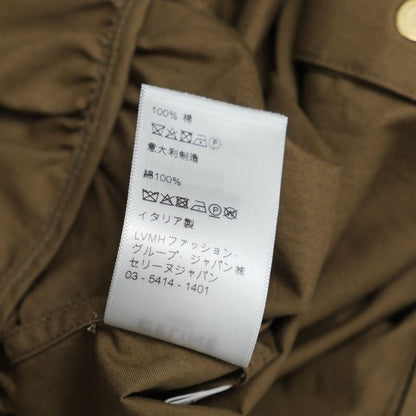 100% 棉
意大利制造
綿100%
イタリア製
LVMHファッション・
グループ・ジャパン㈱
セリーヌジャパン
03-5414-1401